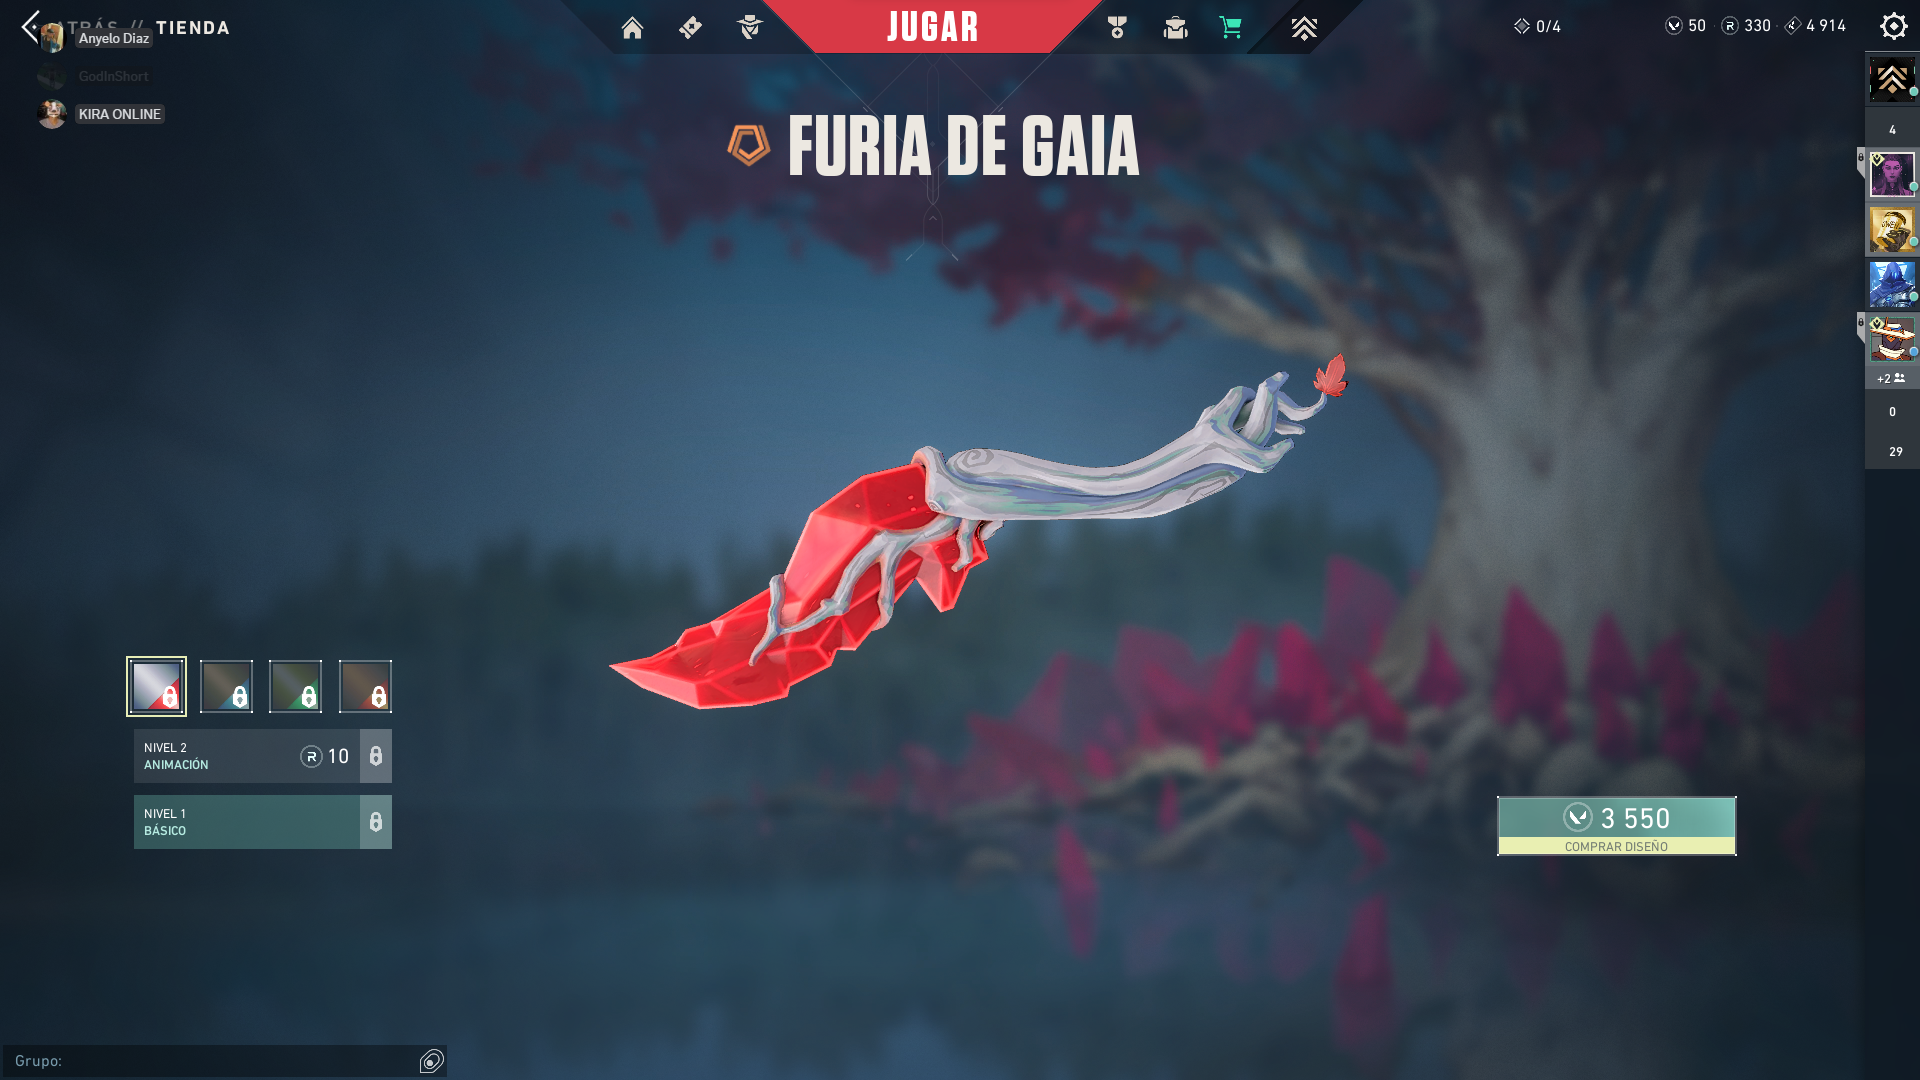 ATRÁS // TIENDA
Anyelo Diaz
GodInShort
KIRA ONLINE
JUGAR
0/4
50
R 330
4 914
FURIA DE GAIA
4
+2
0
29
NIVEL 2
ANIMACIÓN
R 10
NIVEL 1
BÁSICO
3 550
COMPRAR DISEÑO
Grupo: